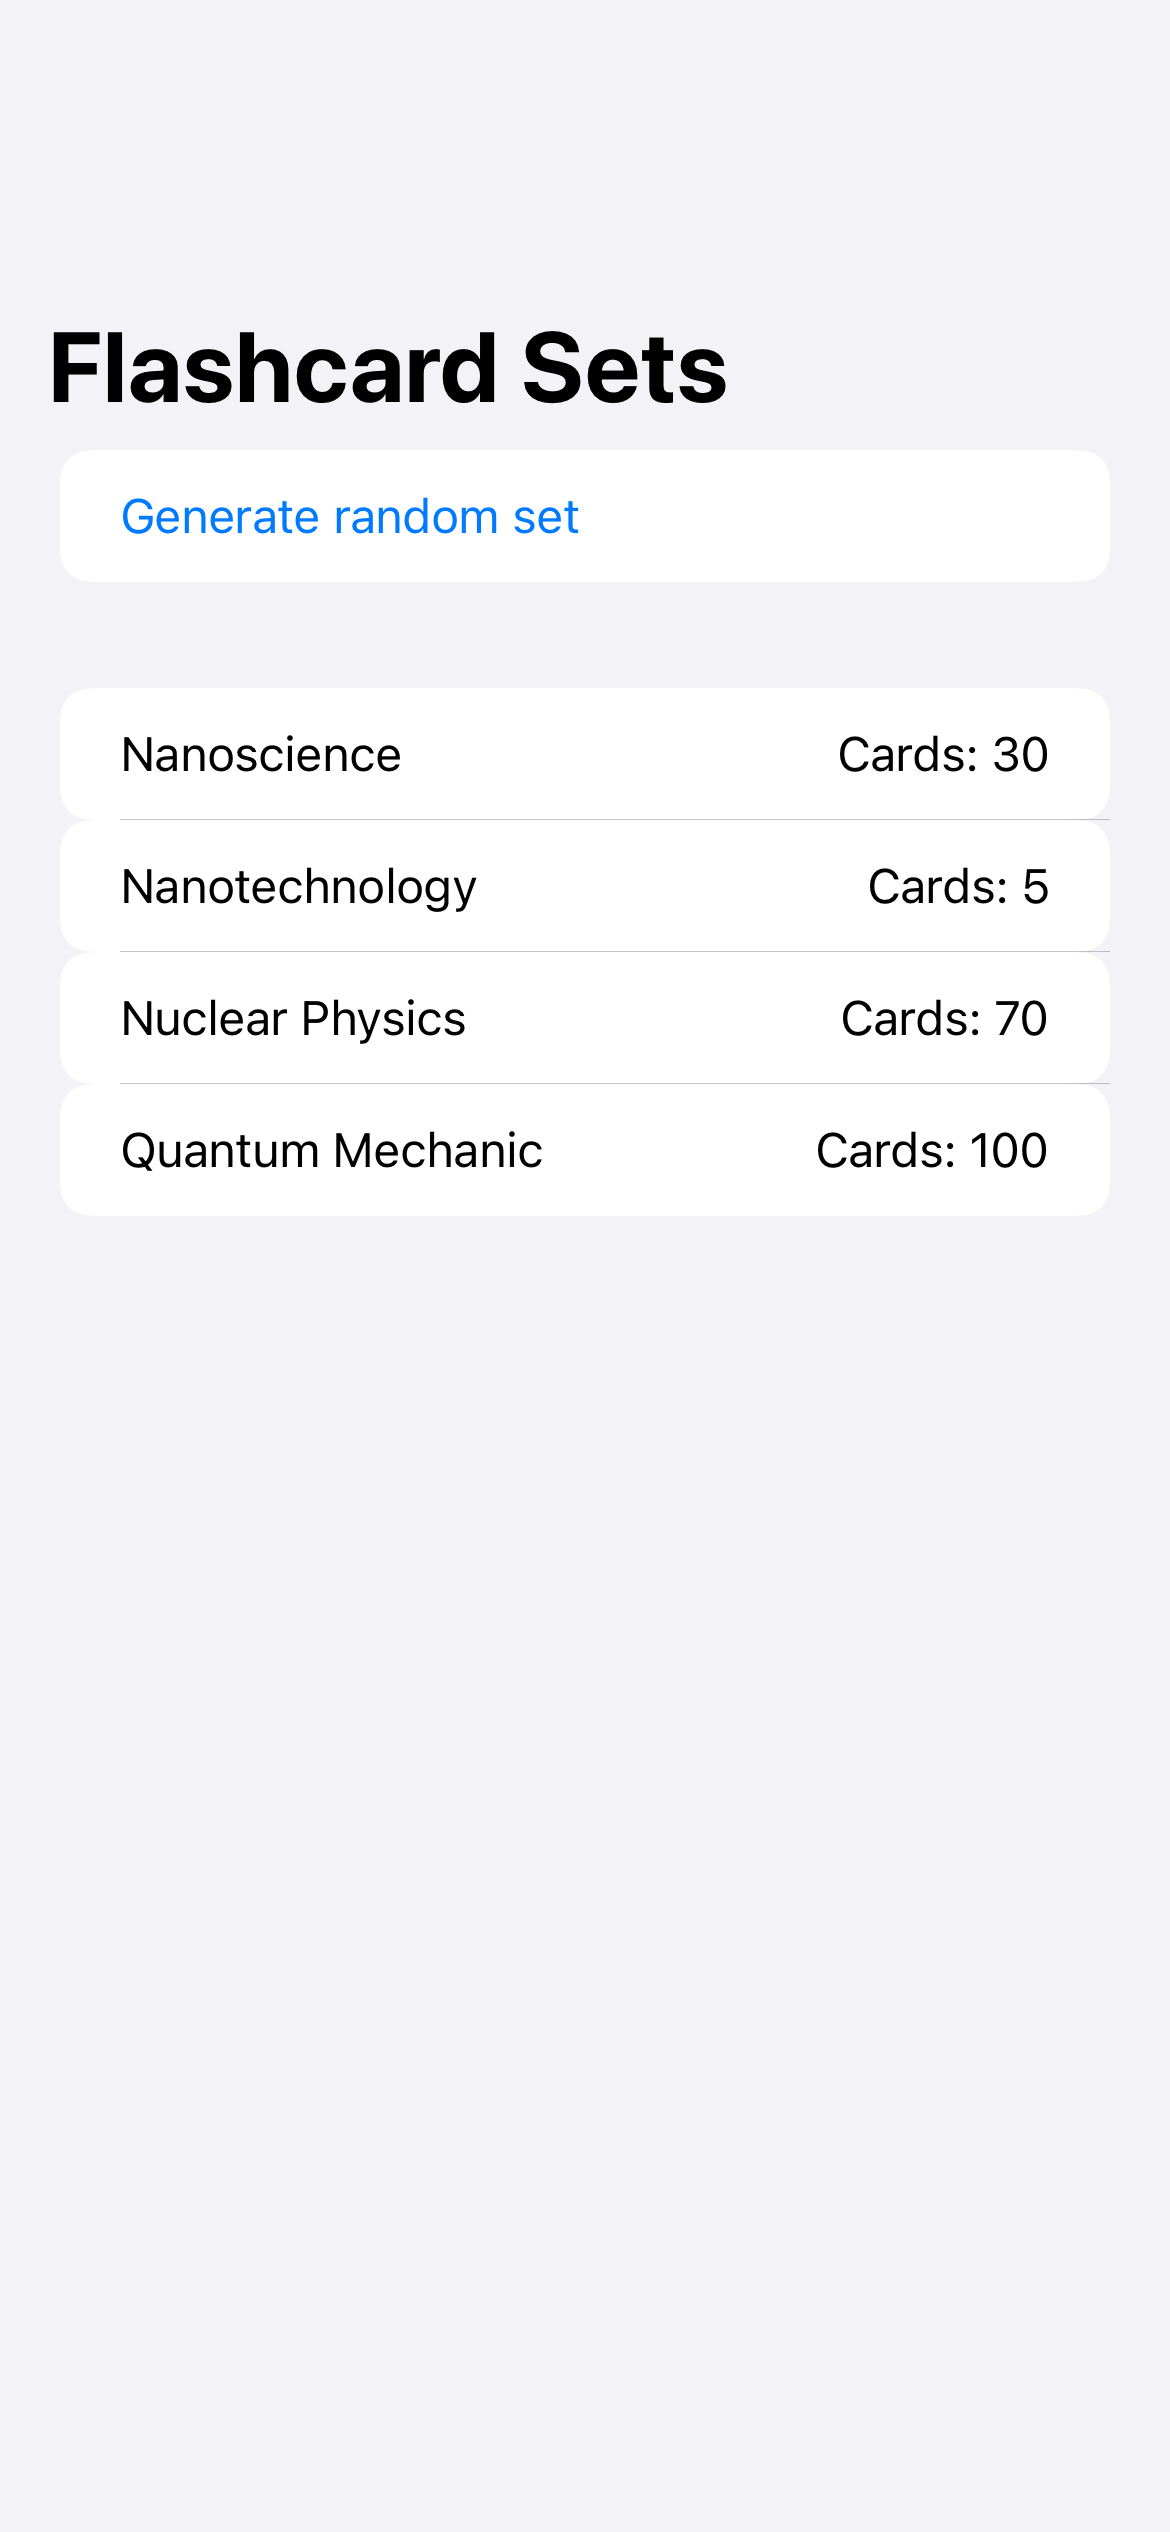 Flashcard Sets
Generate random set
Nanoscience Cards: 30
Nanotechnology Cards: 5
Nuclear Physics Cards: 70
Quantum Mechanic Cards: 100